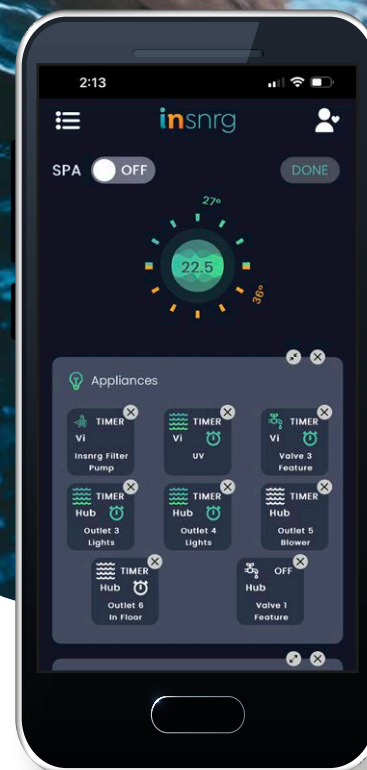 2:13
insnrg
SPA OFF DONE
27°
22.5
36°
Appliances
TIMER
Vi
Insnrg Filter
Pump
TIMER
Vi
UV
TIMER
Vi
Valve 3
Feature
TIMER
Hub
Outlet 3
Lights
TIMER
Hub
Outlet 4
Lights
TIMER
Hub
Outlet 5
Blower
TIMER
Hub
Outlet 6
In Floor
OFF
Hub
Valve 1
Feature